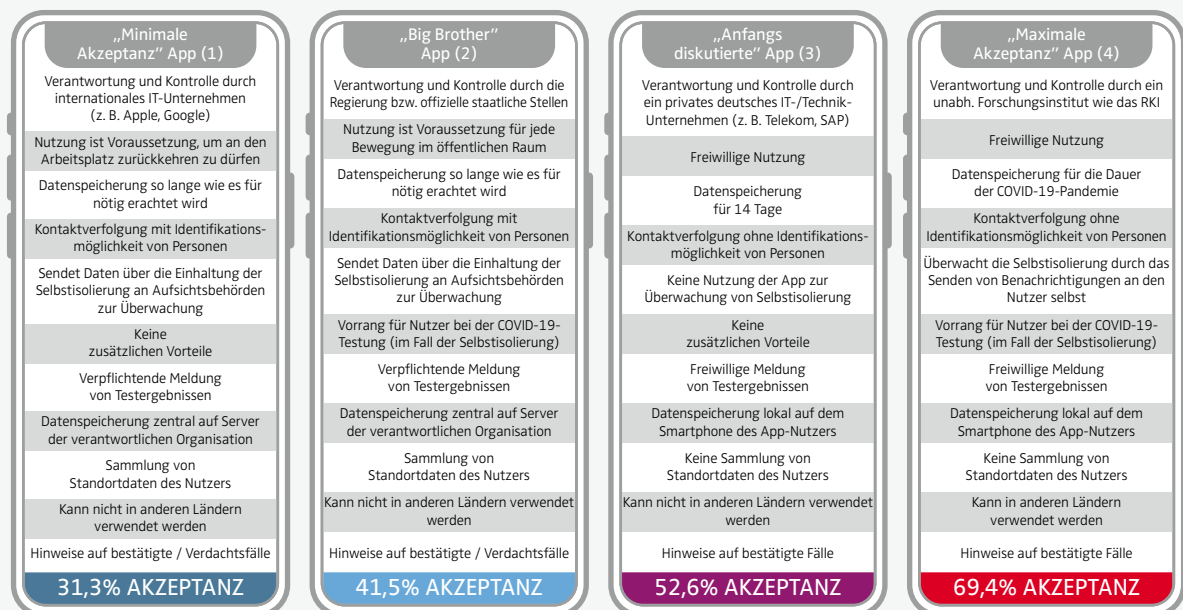 „Minimale
Akzeptanz” App (1)
Verantwortung und Kontrolle durch
internationales IT-Unternehmen
(z. B. Apple, Google)
Nutzung ist Voraussetzung, um an den
Arbeitsplatz zurückkehren zu dürfen
Datenspeicherung so lange wie es für
nötig erachtet wird
Kontaktverfolgung mit Identifikations-
möglichkeit von Personen
Sendet Daten über die Einhaltung der
Selbstisolierung an Aufsichtsbehörden
zur Überwachung
Keine
zusätzlichen Vorteile
Verpflichtende Meldung
von Testergebnissen
Datenspeicherung zentral auf Server
der verantwortlichen Organisation
Sammlung von
Standortdaten des Nutzers
Kann nicht in anderen Ländern
verwendet werden
Hinweise auf bestätigte / Verdachtsfälle
31,3% AKZEPTANZ
„Big Brother”
App (2)
Verantwortung und Kontrolle durch die
Regierung bzw. offizielle staatliche Stellen
Nutzung ist Voraussetzung für jede
Bewegung im öffentlichen Raum
Datenspeicherung so lange wie es für
nötig erachtet wird
Kontaktverfolgung mit
Identifikationsmöglichkeit von Personen
Sendet Daten über die Einhaltung der
Selbstisolierung an Aufsichtsbehörden
zur Überwachung
Vorrang für Nutzer bei der COVID-19-
Testung (im Fall der Selbstisolierung)
Verpflichtende Meldung
von Testergebnissen
Datenspeicherung zentral auf Server
der verantwortlichen Organisation
Sammlung von
Standortdaten des Nutzers
Kann nicht in anderen Ländern verwendet
werden
Hinweise auf bestätigte / Verdachtsfälle
41,5% AKZEPTANZ
„Anfangs
diskutierte” App (3)
Verantwortung und Kontrolle durch
ein privates deutsches IT-/Technik-
Unternehmen (z. B. Telekom, SAP)
Freiwillige Nutzung
Datenspeicherung
für 14 Tage
Kontaktverfolgung ohne Identifikations-
möglichkeit von Personen
Keine Nutzung der App zur
Überwachung von Selbstisolierung
Keine
zusätzlichen Vorteile
Freiwillige Meldung
von Testergebnissen
Datenspeicherung lokal auf dem
Smartphone des App-Nutzers
Keine Sammlung von
Standortdaten des Nutzers
Kann nicht in anderen Ländern verwendet
werden
Hinweise auf bestätigte Fälle
52,6% AKZEPTANZ
„Maximale
Akzeptanz” App (4)
Verantwortung und Kontrolle durch ein
unabh. Forschungsinstitut wie das RKI
Freiwillige Nutzung
Datenspeicherung für die Dauer
der COVID-19-Pandemie
Kontaktverfolgung ohne
Identifikationsmöglichkeit von Personen
Überwacht die Selbstisolierung durch das
Senden von Benachrichtigungen an den
Nutzer selbst
Vorrang für Nutzer bei der COVID-19-
Testung (im Fall der Selbstisolierung)
Freiwillige Meldung
von Testergebnissen
Datenspeicherung lokal auf dem
Smartphone des App-Nutzers
Keine Sammlung von
Standortdaten des Nutzers
Kann in anderen Ländern
verwendet werden
Hinweise auf bestätigte Fälle
69,4% AKZEPTANZ